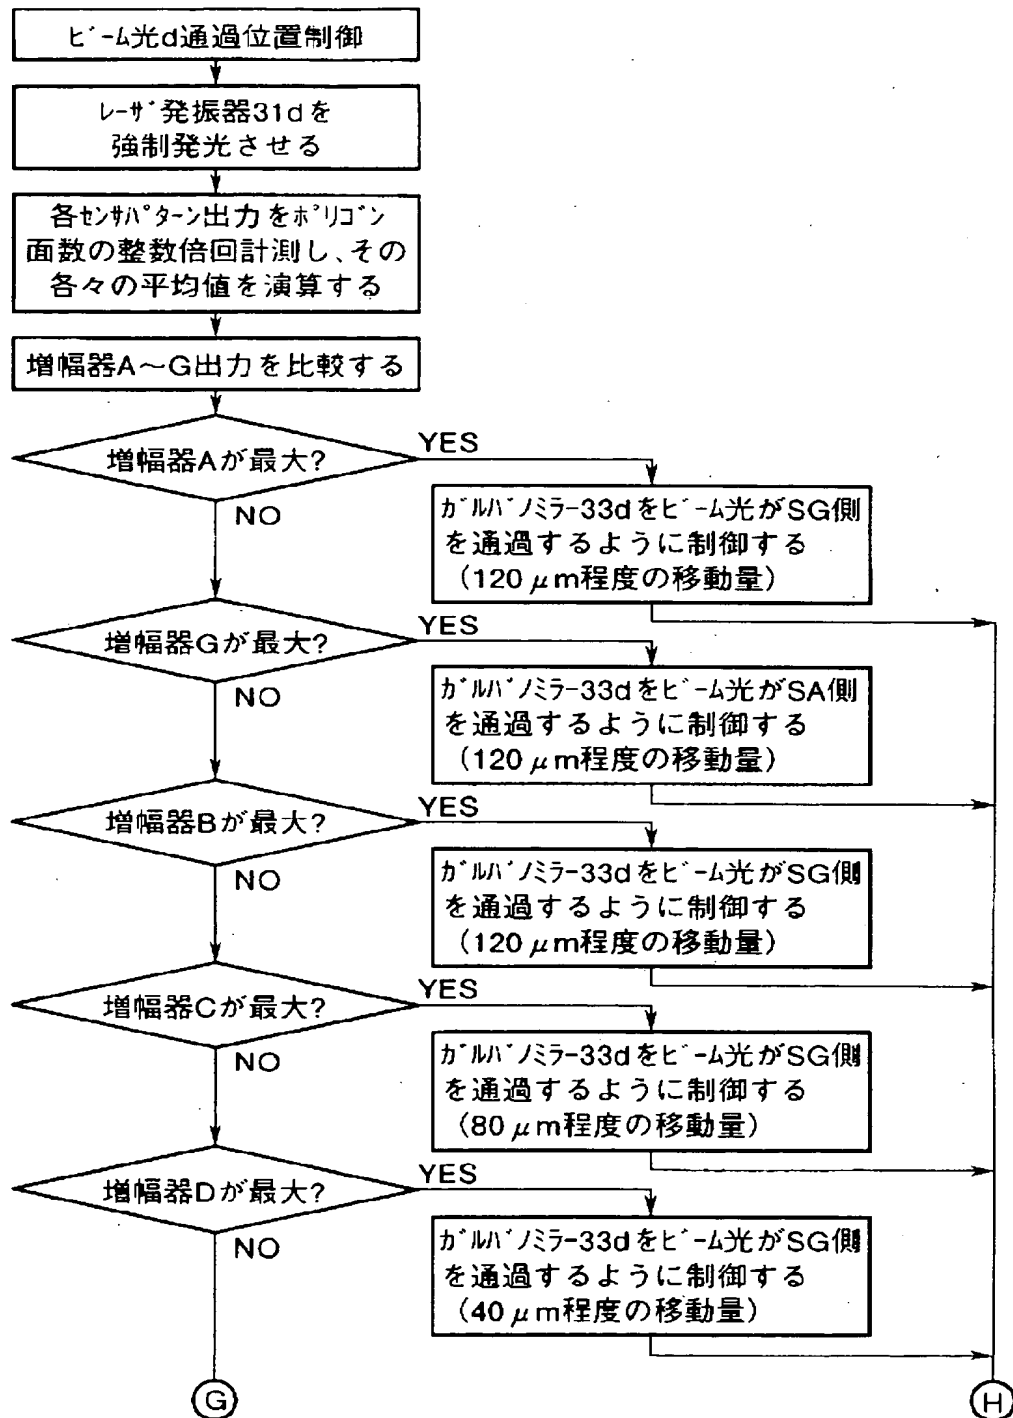 ﾋﾞｰﾑ光d通過位置制御
ﾚｰｻﾞ発振器31dを
強制発光させる
各ｾﾝｻﾊﾟﾀｰﾝ出力をﾎﾟﾘｺﾞﾝ
面数の整数倍回計測し､その
各々の平均値を演算する
増幅器A～G出力を比較する
増幅器Aが最大?
YES
NO
ｶﾞﾙﾊﾞﾉﾐﾗｰ33dをﾋﾞｰﾑ光がSG側
を通過するように制御する
(120μm程度の移動量)
増幅器Gが最大?
YES
NO
ｶﾞﾙﾊﾞﾉﾐﾗｰ33dをﾋﾞｰﾑ光がSA側
を通過するように制御する
(120μm程度の移動量)
増幅器Bが最大?
YES
NO
ｶﾞﾙﾊﾞﾉﾐﾗｰ33dをﾋﾞｰﾑ光がSG側
を通過するように制御する
(120μm程度の移動量)
増幅器Cが最大?
YES
NO
ｶﾞﾙﾊﾞﾉﾐﾗｰ33dをﾋﾞｰﾑ光がSG側
を通過するように制御する
(80μm程度の移動量)
増幅器Dが最大?
YES
NO
ｶﾞﾙﾊﾞﾉﾐﾗｰ33dをﾋﾞｰﾑ光がSG側
を通過するように制御する
(40μm程度の移動量)
G
H